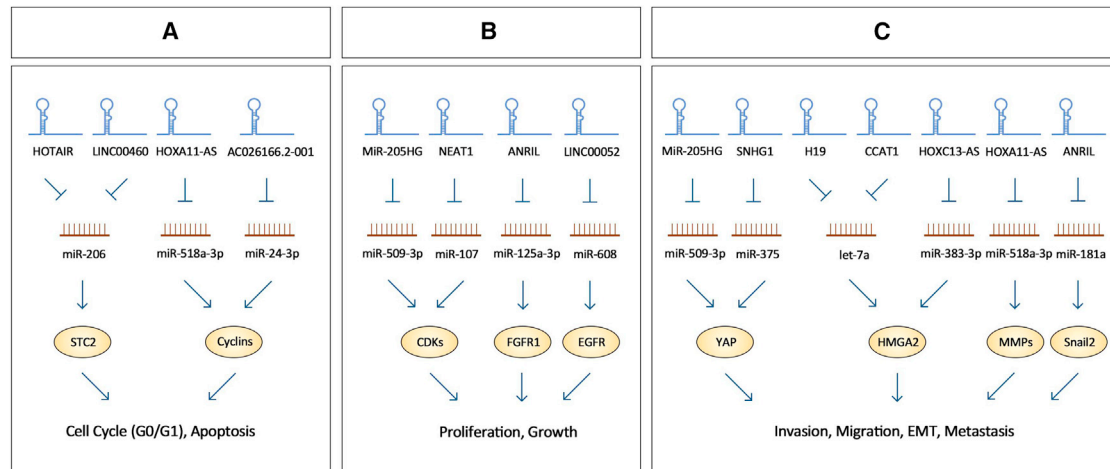 A
B
C
HOTAIR LINC00460 HOXA11-AS AC026166.2-001
miR-206 miR-518a-3p miR-24-3p
STC2 Cyclins
Cell Cycle (G0/G1), Apoptosis
MiR-205HG NEAT1 ANRIL LINC00052
miR-509-3p miR-107 miR-125a-3p miR-608
CDKs FGFR1 EGFR
Proliferation, Growth
MiR-205HG SNHG1 H19 CCAT1 HOXC13-AS HOXA11-AS ANRIL
miR-509-3p miR-375 let-7a miR-383-3p miR-518a-3p miR-181a
YAP HMGA2 MMPs Snail2
Invasion, Migration, EMT, Metastasis